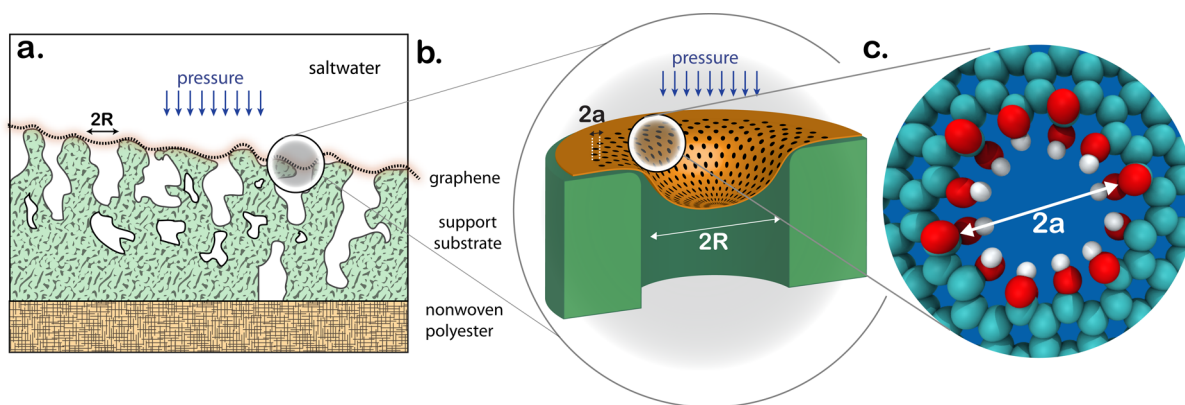 a.
pressure
saltwater
2R
graphene
support
substrate
nonwoven
polyester
b.
pressure
2a
2R
c.
2a